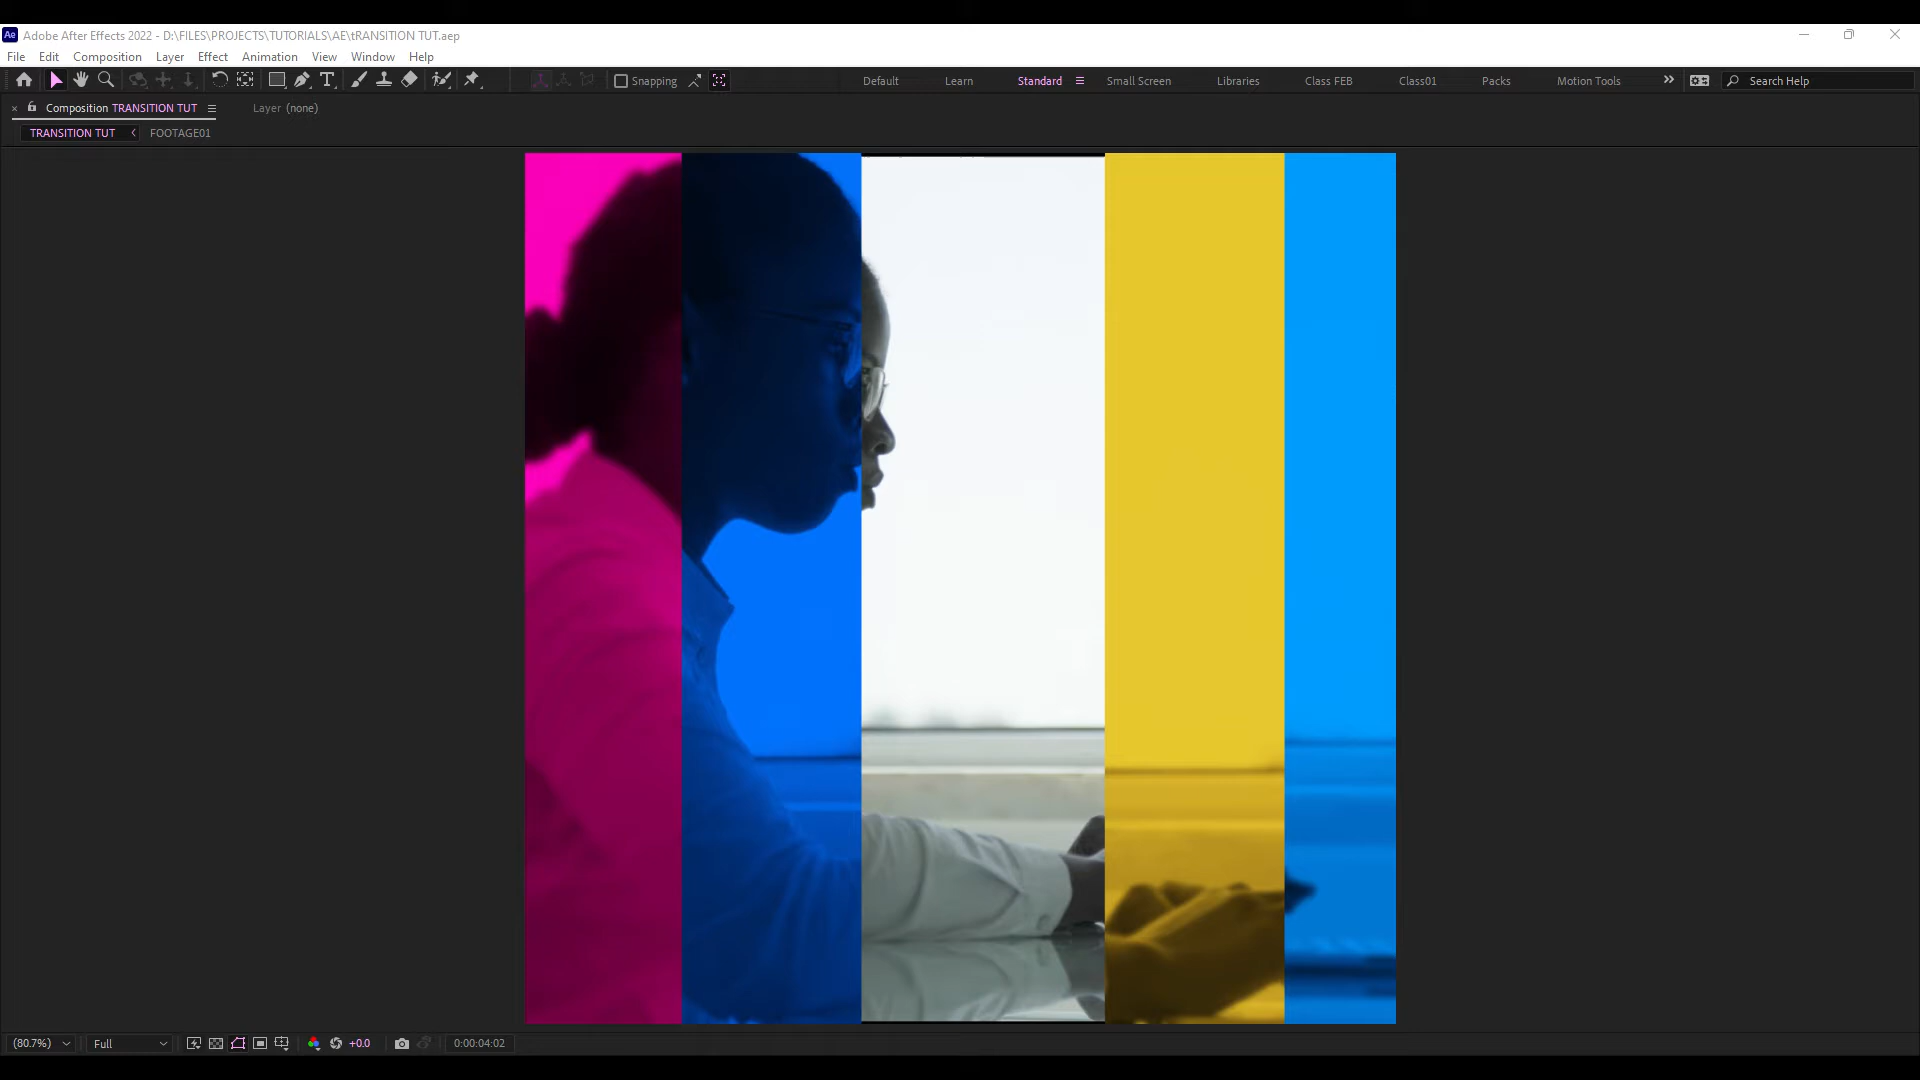 Ae Adobe After Effects 2022 - D:\FILES\PROJECTS\TUTORIALS\AE\tRANSITION TUT.aep
File Edit Composition Layer Effect Animation View Window Help
T Snapping Default Learn Standard Small Screen Libraries Class FEB Class01 Packs Motion Tools Search Help
Composition TRANSITION TUT Layer (none)
TRANSITION TUT FOOTAGE01
(80.7%) Full +0.0 0:00:04:02